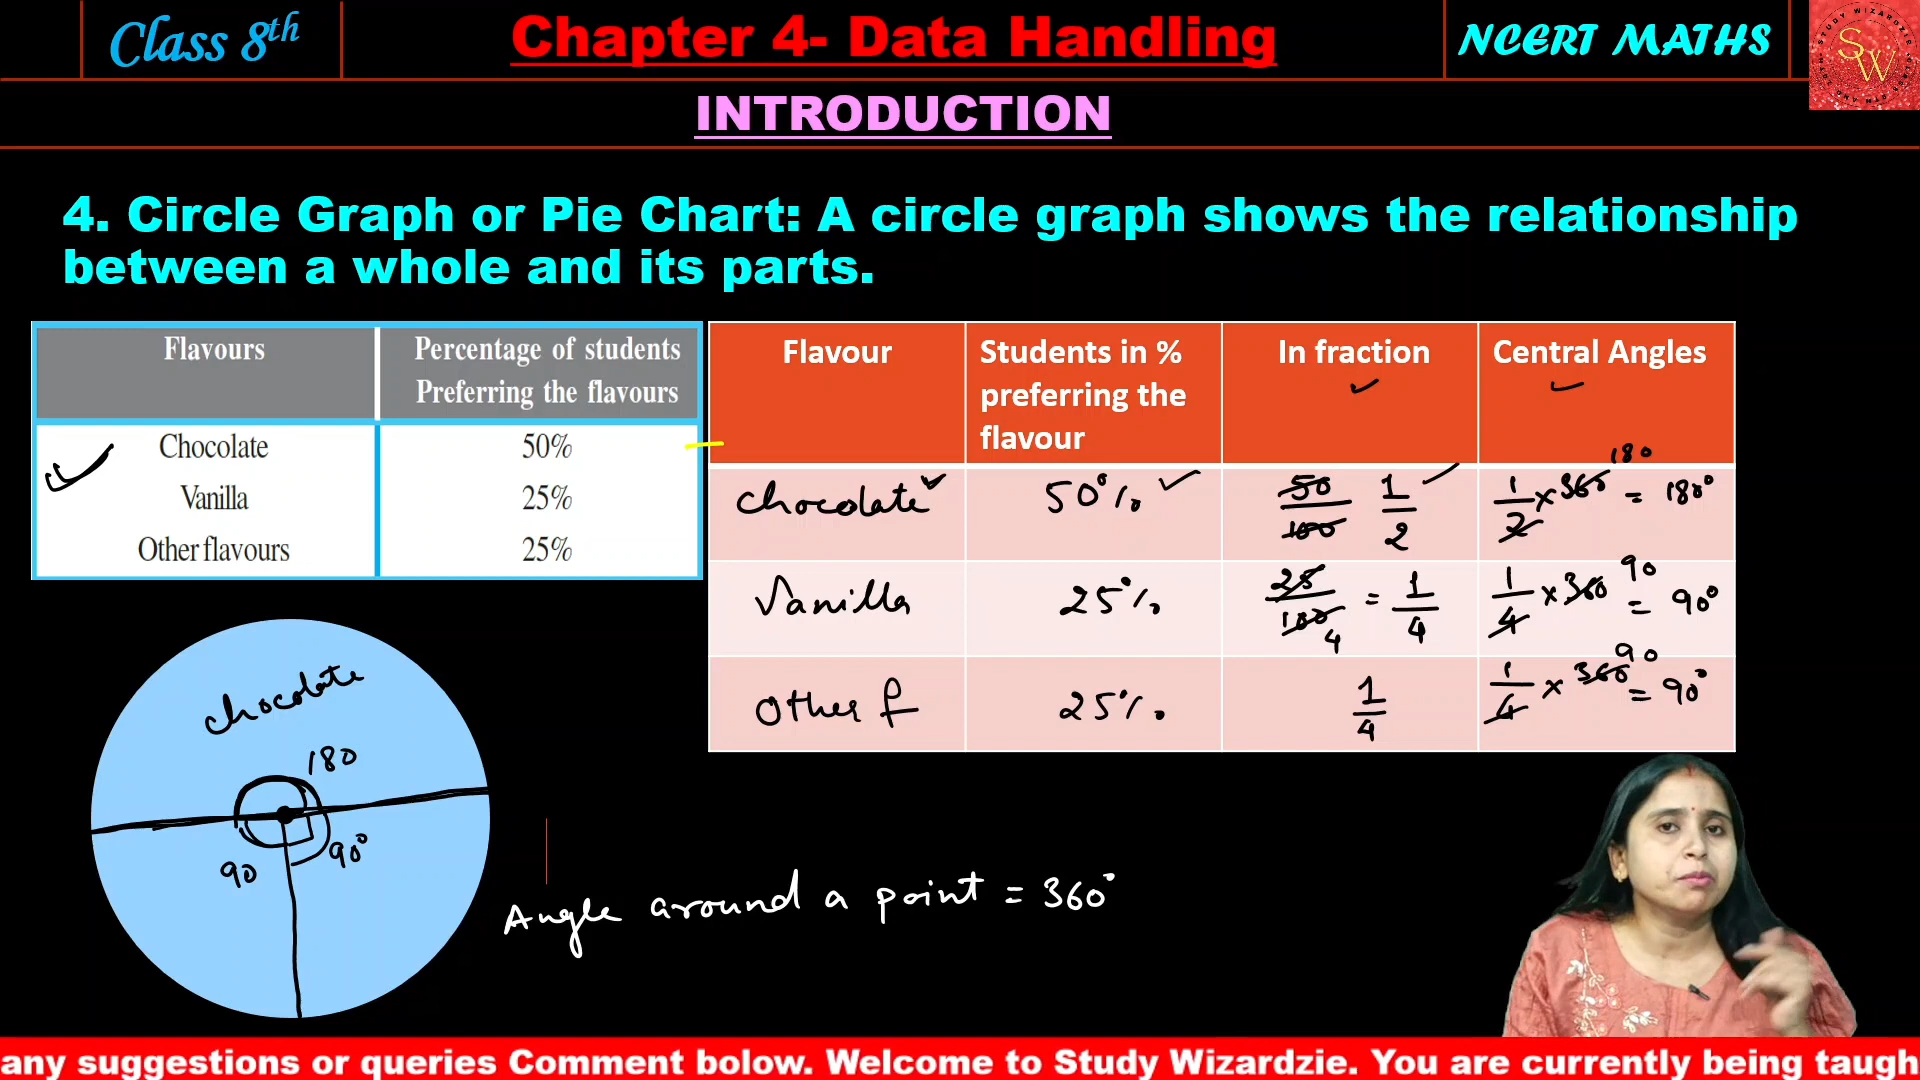 Class 8th
Chapter 4- Data Handling
NCERT MATHS
SW
INTRODUCTION
4. Circle Graph or Pie Chart: A circle graph shows the relationship
between a whole and its parts.
Flavours
Percentage of students
Preferring the flavours
Chocolate 50%
Vanilla 25%
Other flavours 25%
Flavour
Students in %
preferring the
flavour
In fraction
Central Angles
chocolate 50% 50/100 1/2 1/2 x 360 180 = 180°
Vanilla 25% 25/100 4 = 1/4 1/4 x 360 90 = 90°
Other f 25% 1/4 1/4 x 360 90 = 90°
chocolate
180
90
90°
Angle around a point = 360°
any suggestions or queries Comment bolow. Welcome to Study Wizardzie. You are currently being taugh